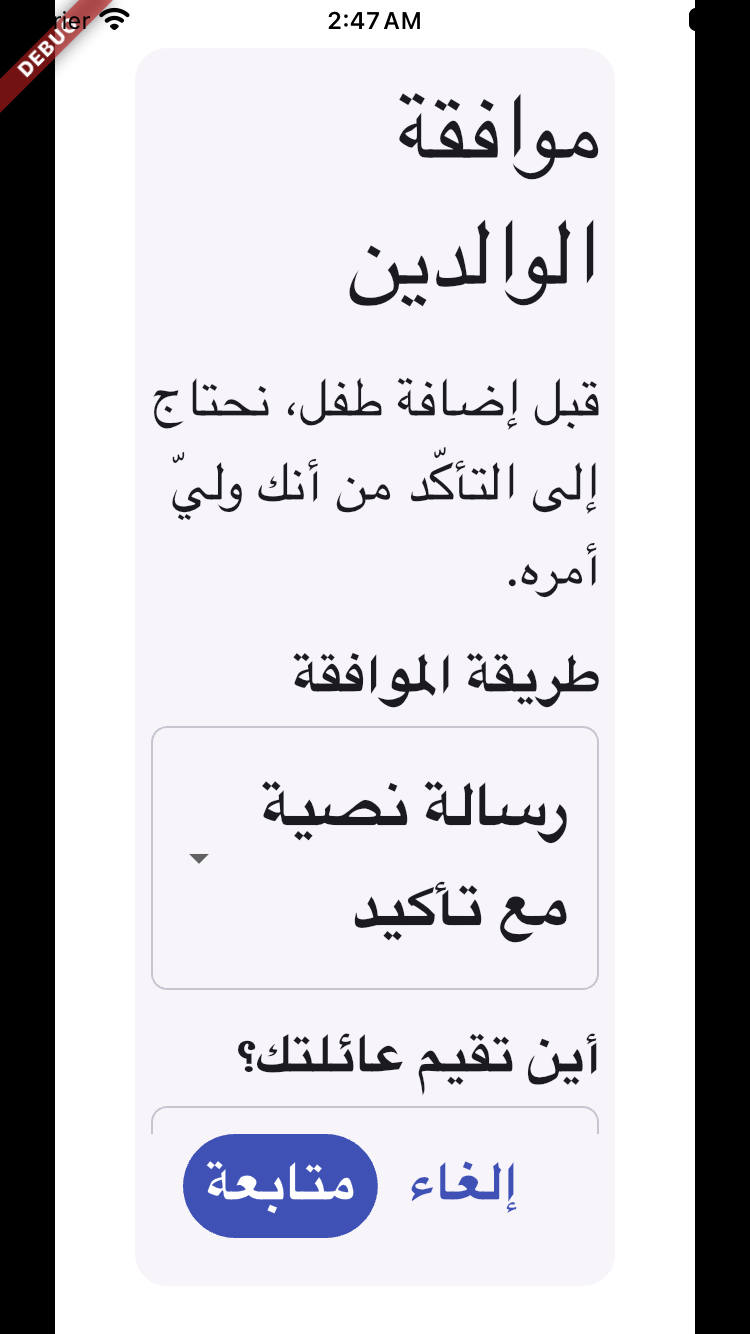 2:47 AM
DEBUG
موافقة
الوالدين
قبل إضافة طفل، نحتاج
إلى التأكّد من أنك وليّ
أمره.
طريقة الموافقة
رسالة نصية
مع تأكيد
أين تقيم عائلتك؟
إلغاء
متابعة